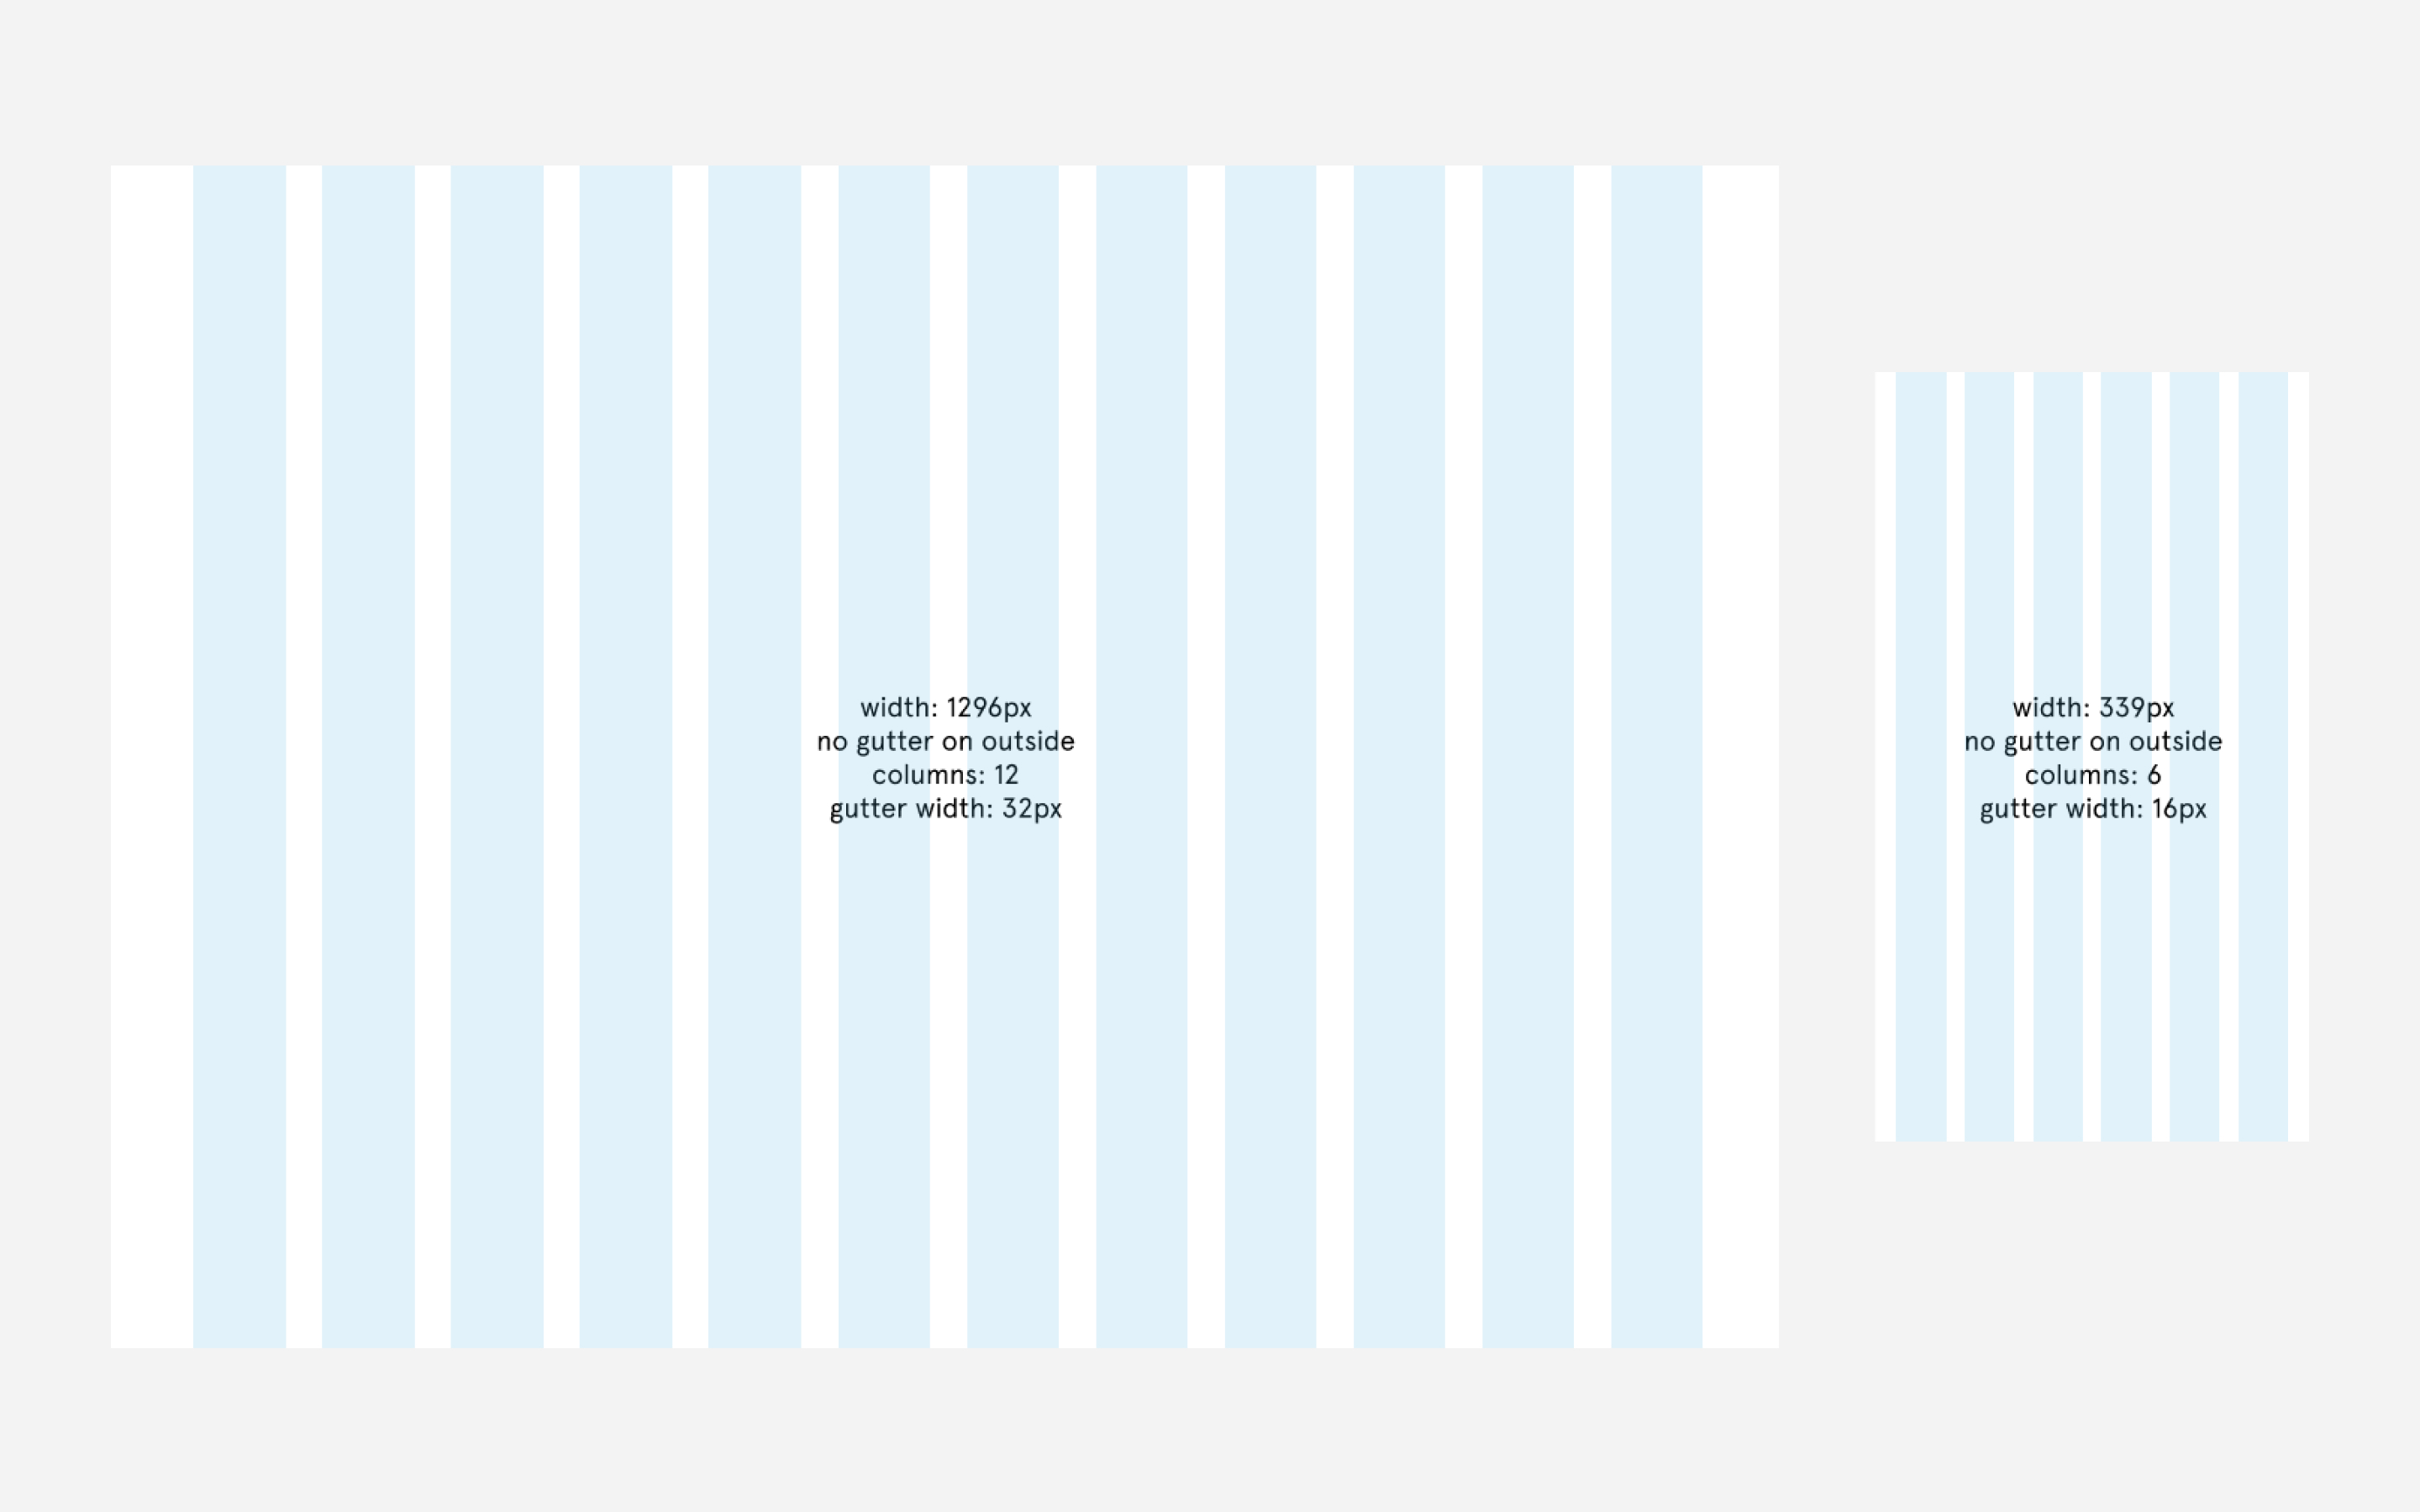 width: 1296px
no gutter on outside
columns: 12
gutter width: 32px
width: 339px
no gutter on outside
columns: 6
gutter width: 16px